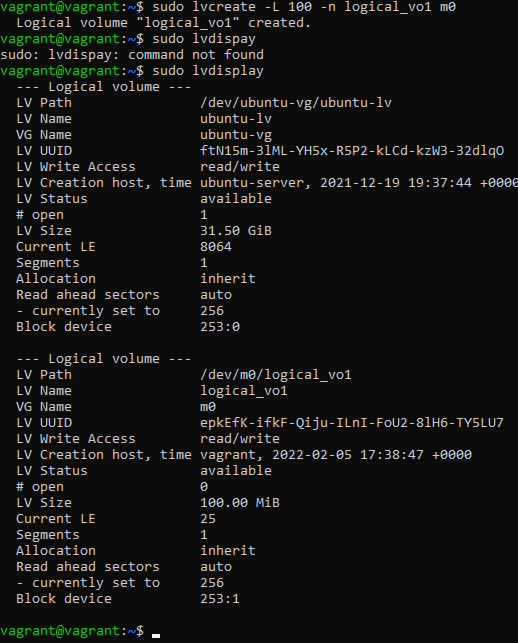 vagrant@vagrant:~$ sudo lvcreate -L 100 -n logical_vo1 m0
  Logical volume "logical_vo1" created.
vagrant@vagrant:~$ sudo lvdispay
sudo: lvdispay: command not found
vagrant@vagrant:~$ sudo lvdisplay
  --- Logical volume ---
  LV Path                /dev/ubuntu-vg/ubuntu-lv
  LV Name                ubuntu-lv
  VG Name                ubuntu-vg
  LV UUID                ftN15m-3lML-YH5x-R5P2-kLCd-kzW3-32dlqO
  LV Write Access        read/write
  LV Creation host, time ubuntu-server, 2021-12-19 19:37:44 +0000
  LV Status              available
  # open                 1
  LV Size                31.50 GiB
  Current LE             8064
  Segments               1
  Allocation             inherit
  Read ahead sectors     auto
  - currently set to     256
  Block device           253:0

  --- Logical volume ---
  LV Path                /dev/m0/logical_vo1
  LV Name                logical_vo1
  VG Name                m0
  LV UUID                epkEfK-ifkF-Qiju-ILnI-FoU2-8lH6-TY5LU7
  LV Write Access        read/write
  LV Creation host, time vagrant, 2022-02-05 17:38:47 +0000
  LV Status              available
  # open                 0
  LV Size                100.00 MiB
  Current LE             25
  Segments               1
  Allocation             inherit
  Read ahead sectors     auto
  - currently set to     256
  Block device           253:1

vagrant@vagrant:~$